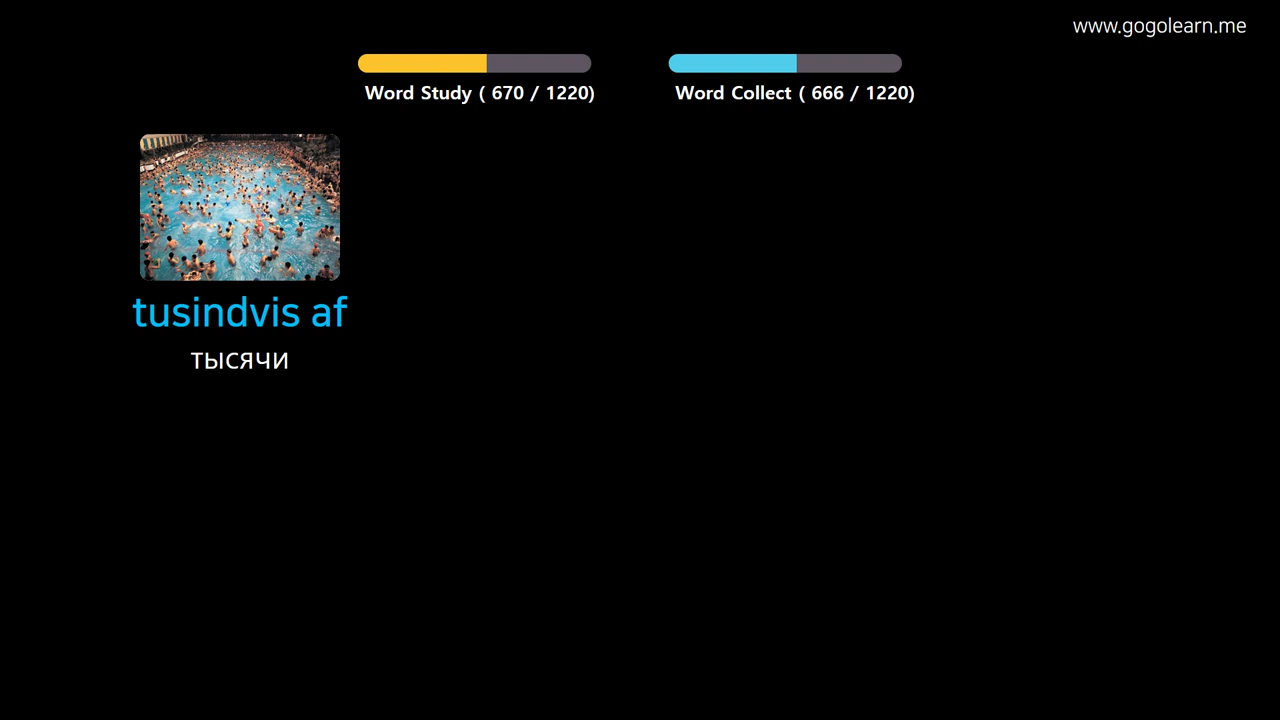 www.gogolearn.me
Word Study ( 670 / 1220)
Word Collect ( 666 / 1220)
tusindvis af
тысячи